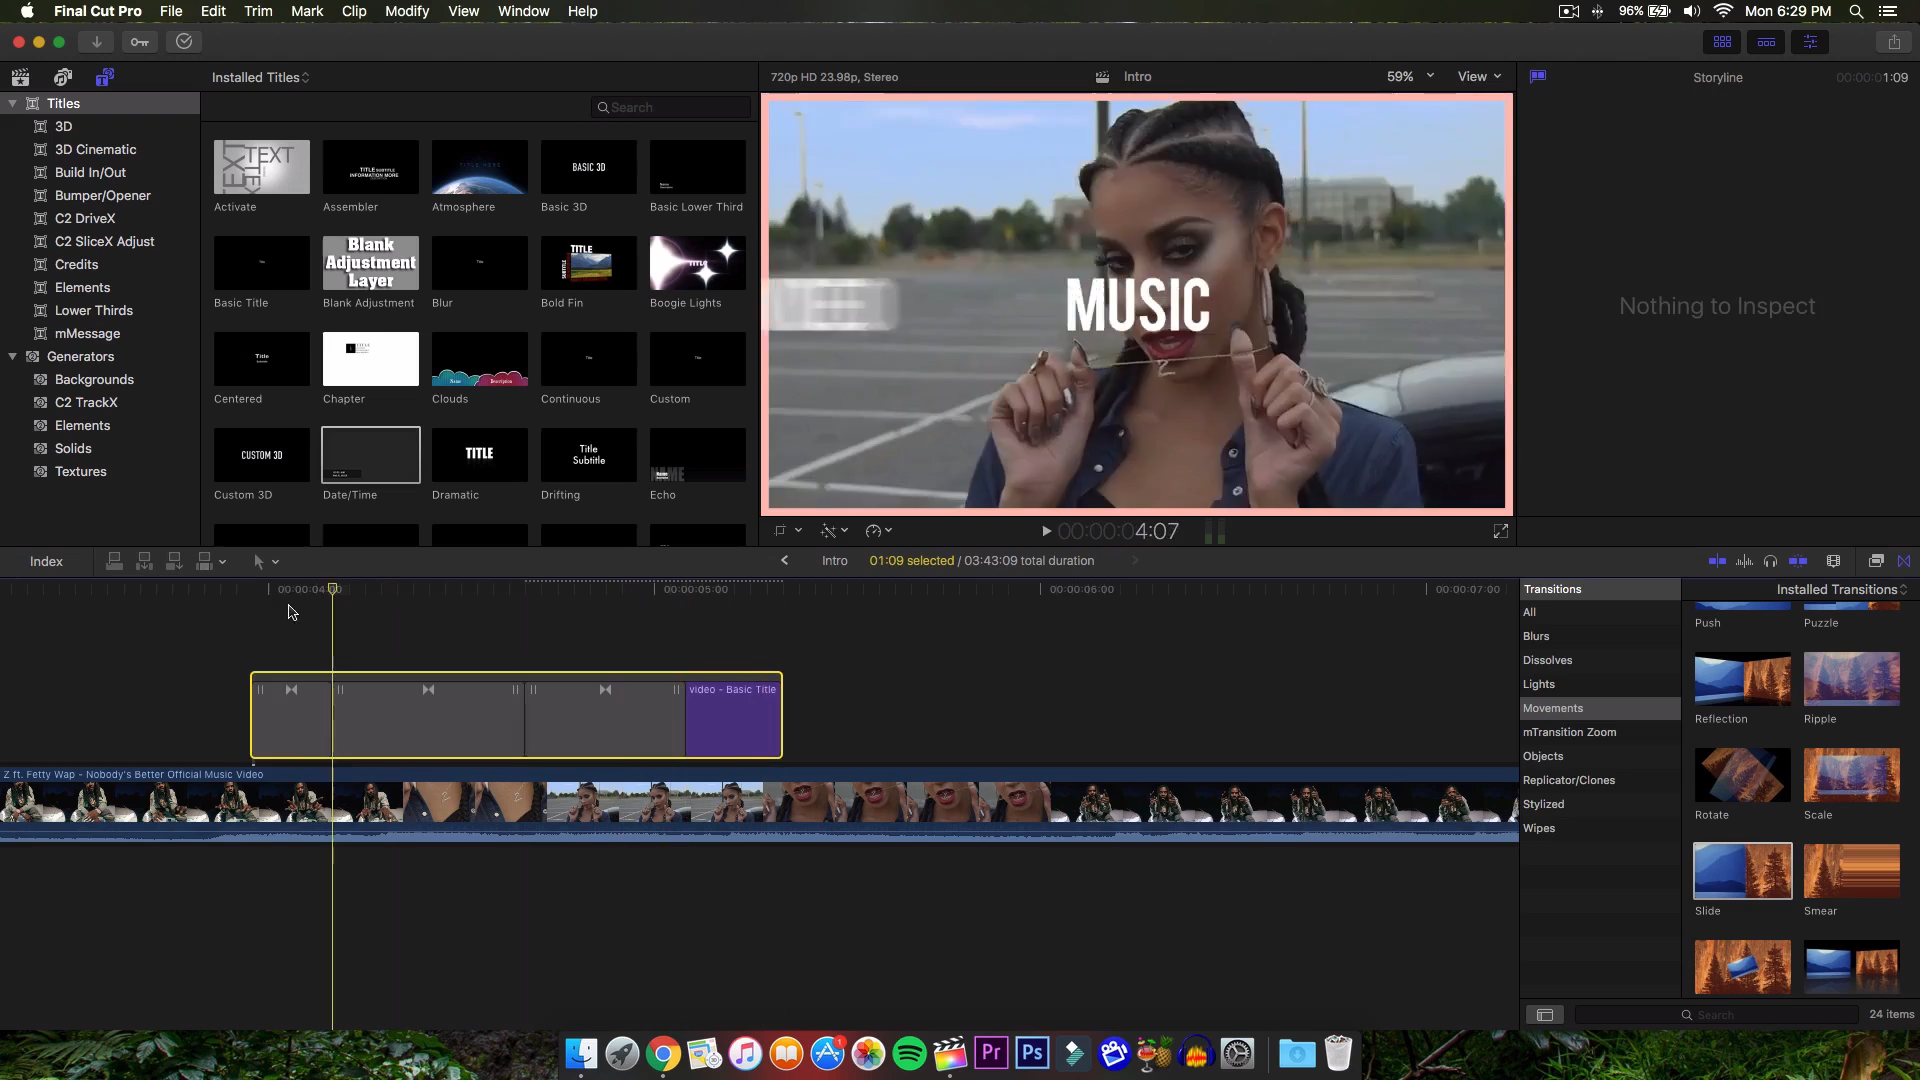 Final Cut Pro File Edit Trim Mark Clip Modify View Window Help
96% Mon 6:29 PM
Installed Titles
720p HD 23.98p, Stereo Intro 59% View
Storyline 00:00:01:09
Search
Titles
3D
3D Cinematic
Build In/Out
Bumper/Opener
C2 DriveX
C2 SliceX Adjust
Credits
Elements
Lower Thirds
mMessage
Generators
Backgrounds
C2 TrackX
Elements
Solids
Textures
TEXT TEXT
TITLE SUBTITLE
INFORMATION MORE
TITLE HERE
BASIC 3D
Activate Assembler Atmosphere Basic 3D Basic Lower Third
Blank
Adjustment
Layer
TITLE
SUBTITLE
Basic Title Blank Adjustment Blur Bold Fin Boogie Lights
Title
Name Description
Centered Chapter Clouds Continuous Custom
CUSTOM 3D
TITLE
Title
Subtitle
NAME
Custom 3D Date/Time Dramatic Drifting Echo
MUSIC
Nothing to Inspect
00:00:00:4:07
Index
Intro 01:09 selected / 03:43:09 total duration
00:00:05:00 00:00:06:00 00:00:07:00
video - Basic Title
Z ft. Fetty Wap - Nobody's Better Official Music Video
Transitions
All
Blurs
Dissolves
Lights
Movements
mTransition Zoom
Objects
Replicator/Clones
Stylized
Wipes
Installed Transitions
Push Puzzle
Reflection Ripple
Rotate Scale
Slide Smear
Search 24 items
Pr Ps
1